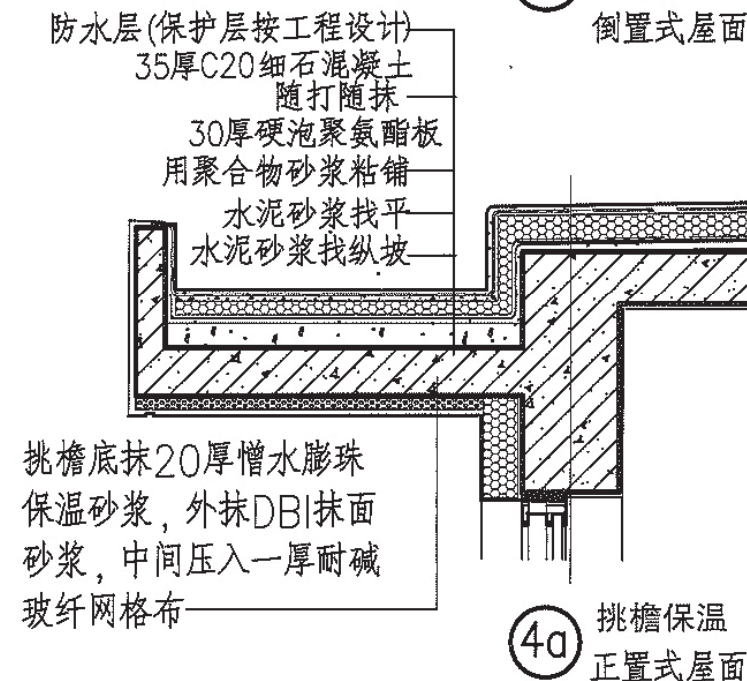 倒置式屋面
防水层(保护层按工程设计)
35厚C20细石混凝土
随打随抹
30厚硬泡聚氨酯板
用聚合物砂浆粘铺
水泥砂浆找平
水泥砂浆找纵坡
挑檐底抹20厚憎水膨珠
保温砂浆，外抹DBI抹面
砂浆，中间压入一厚耐碱
玻纤网格布
4a 挑檐保温
正置式屋面